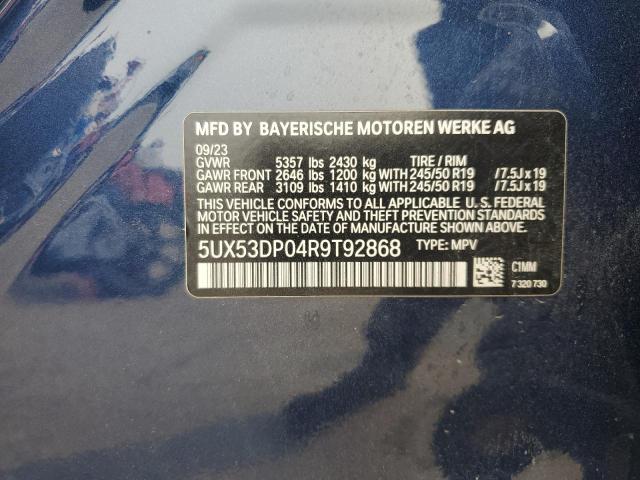 MFD BY BAYERISCHE MOTOREN WERKE AG
09/23
GVWR 5357 lbs 2430 kg TIRE / RIM
GAWR FRONT 2646 lbs 1200 kg WITH 245/50 R19 /7.5J x 19
GAWR REAR 3109 lbs 1410 kg WITH 245/50 R19 /7.5J x 19
THIS VEHICLE CONFORMS TO ALL APPLICABLE U. S. FEDERAL
MOTOR VEHICLE SAFETY AND THEFT PREVENTION STANDARDS
IN EFFECT ON THE DATE OF MANUFACTURE SHOWN ABOVE.
5UX53DP04R9T92868 TYPE: MPV
C1MM
7 320 730